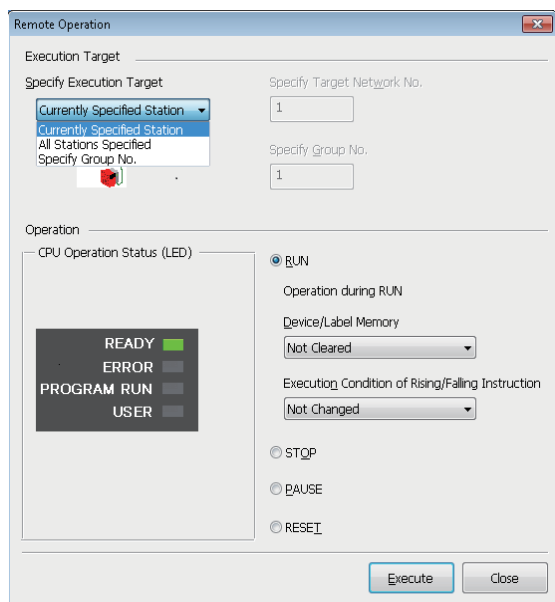 Remote Operation
Execution Target
Specify Execution Target
Currently Specified Station
Currently Specified Station
All Stations Specified
Specify Group No.
Specify Target Network No.
1
Specify Group No.
1
Operation
CPU Operation Status (LED)
READY
ERROR
PROGRAM RUN
USER
RUN
Operation during RUN
Device/Label Memory
Not Cleared
Execution Condition of Rising/Falling Instruction
Not Changed
STOP
PAUSE
RESET
Execute
Close